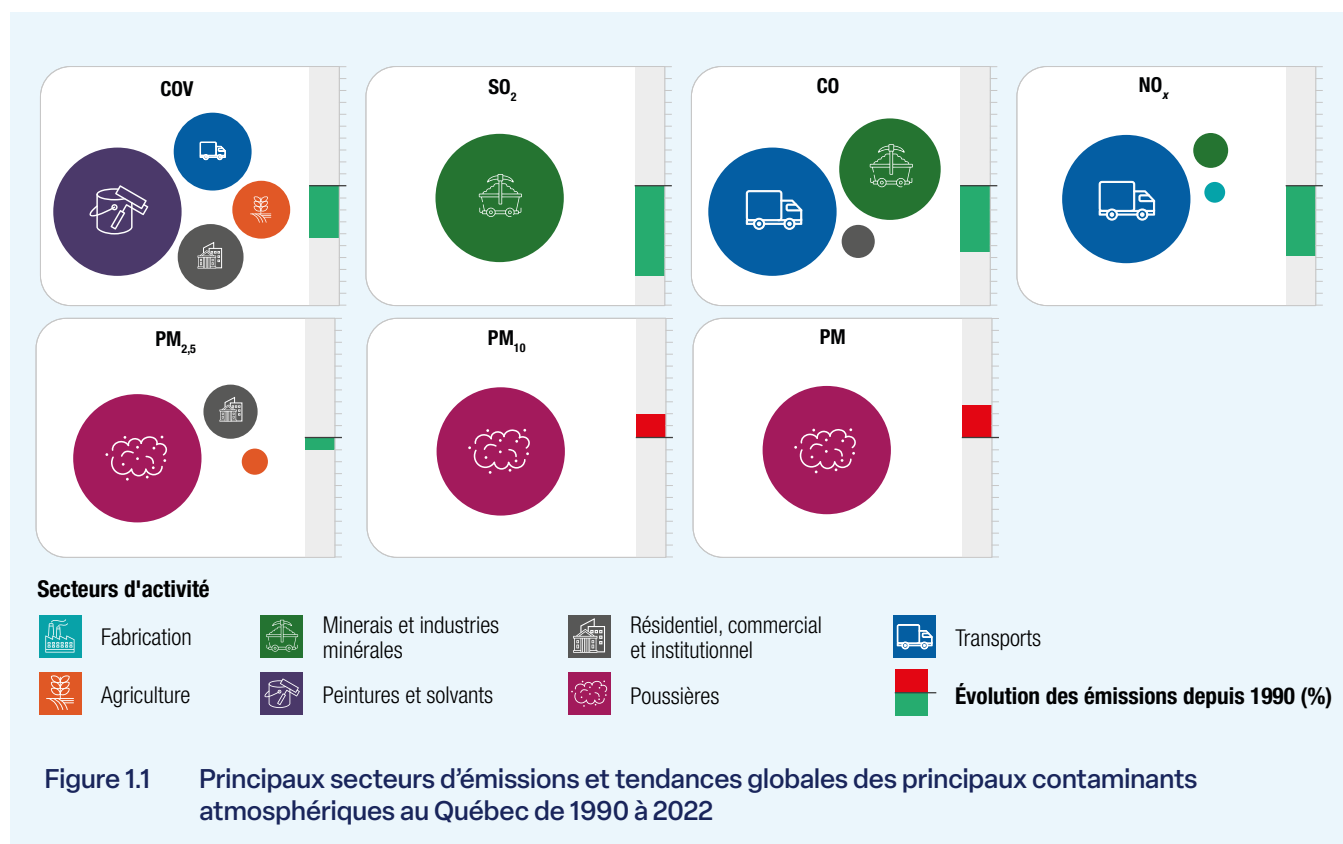 COV
SO2
CO
NOx
PM2,5
PM10
PM
Secteurs d'activité
Fabrication
Minerais et industries
minérales
Résidentiel, commercial
et institutionnel
Transports
Agriculture
Peintures et solvants
Poussières
Évolution des émissions depuis 1990 (%)
Figure 1.1 Principaux secteurs d’émissions et tendances globales des principaux contaminants
atmosphériques au Québec de 1990 à 2022